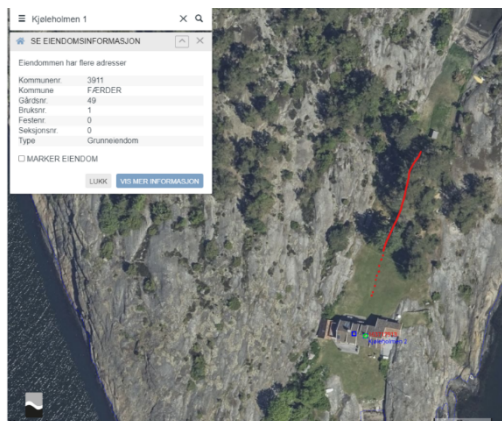 Kjøleholmen 1
SE EIENDOMSINFORMASJON
Eiendommen har flere adresser
Kommunenr. 3911
Kommune FÆRDER
Gårdsnr. 49
Bruksnr. 1
Festenr. 0
Seksjonsnr. 0
Type Grunneiendom
MARKER EIENDOM
LUKK VIS MER INFORMASJON